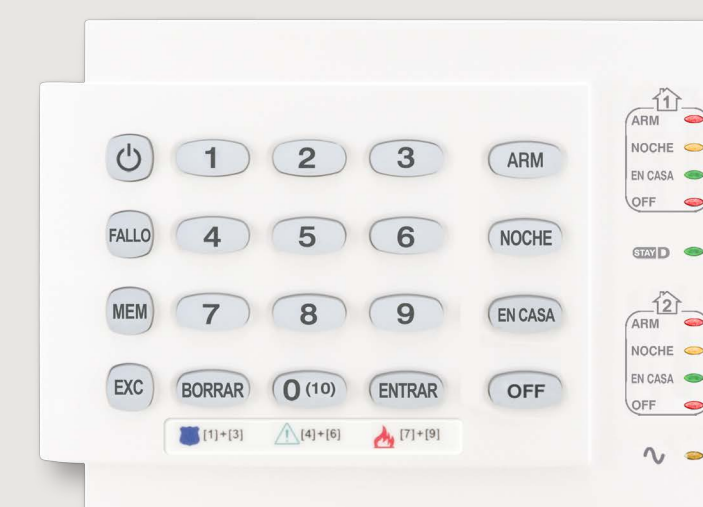 1 2 3 ARM
FALLO 4 5 6 NOCHE
MEM 7 8 9 EN CASA
EXC BORRAR 0 (10) ENTRAR OFF
[1]+[3] [4]+[6] [7]+[9]
1
ARM
NOCHE
EN CASA
OFF
STAY D
2
ARM
NOCHE
EN CASA
OFF